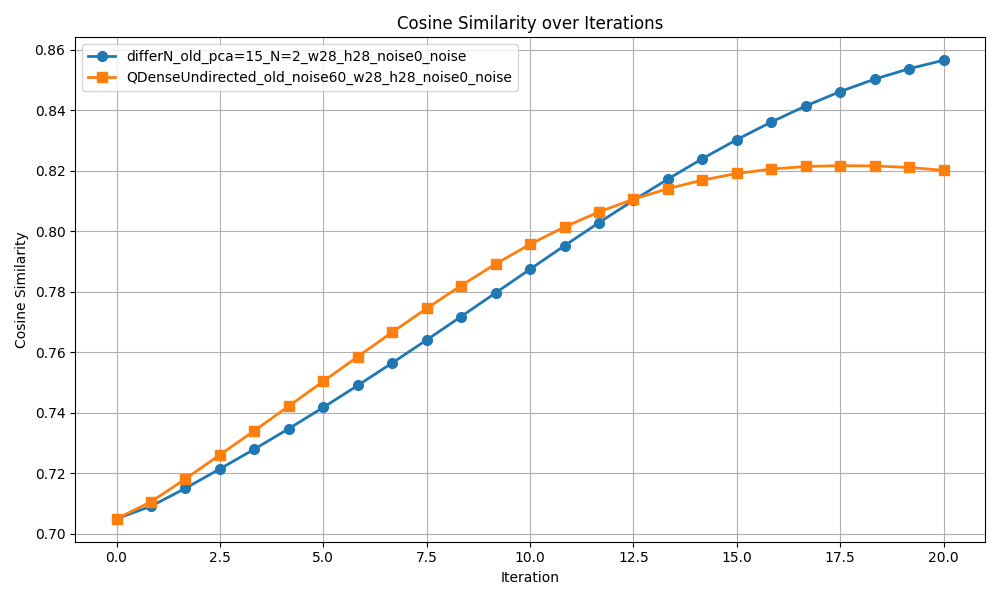 Cosine Similarity over Iterations
differN_old_pca=15_N=2_w28_h28_noise0_noise
QDenseUndirected_old_noise60_w28_h28_noise0_noise
Cosine Similarity
0.86
0.84
0.82
0.80
0.78
0.76
0.74
0.72
0.70
0.0 2.5 5.0 7.5 10.0 12.5 15.0 17.5 20.0
Iteration